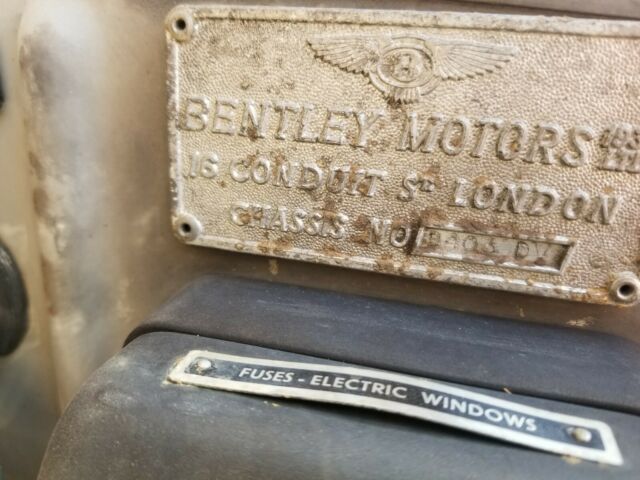 B
BENTLEY MOTORS
16 CONDUIT ST LONDON
CHASSIS NO
FUSES - ELECTRIC WINDOWS